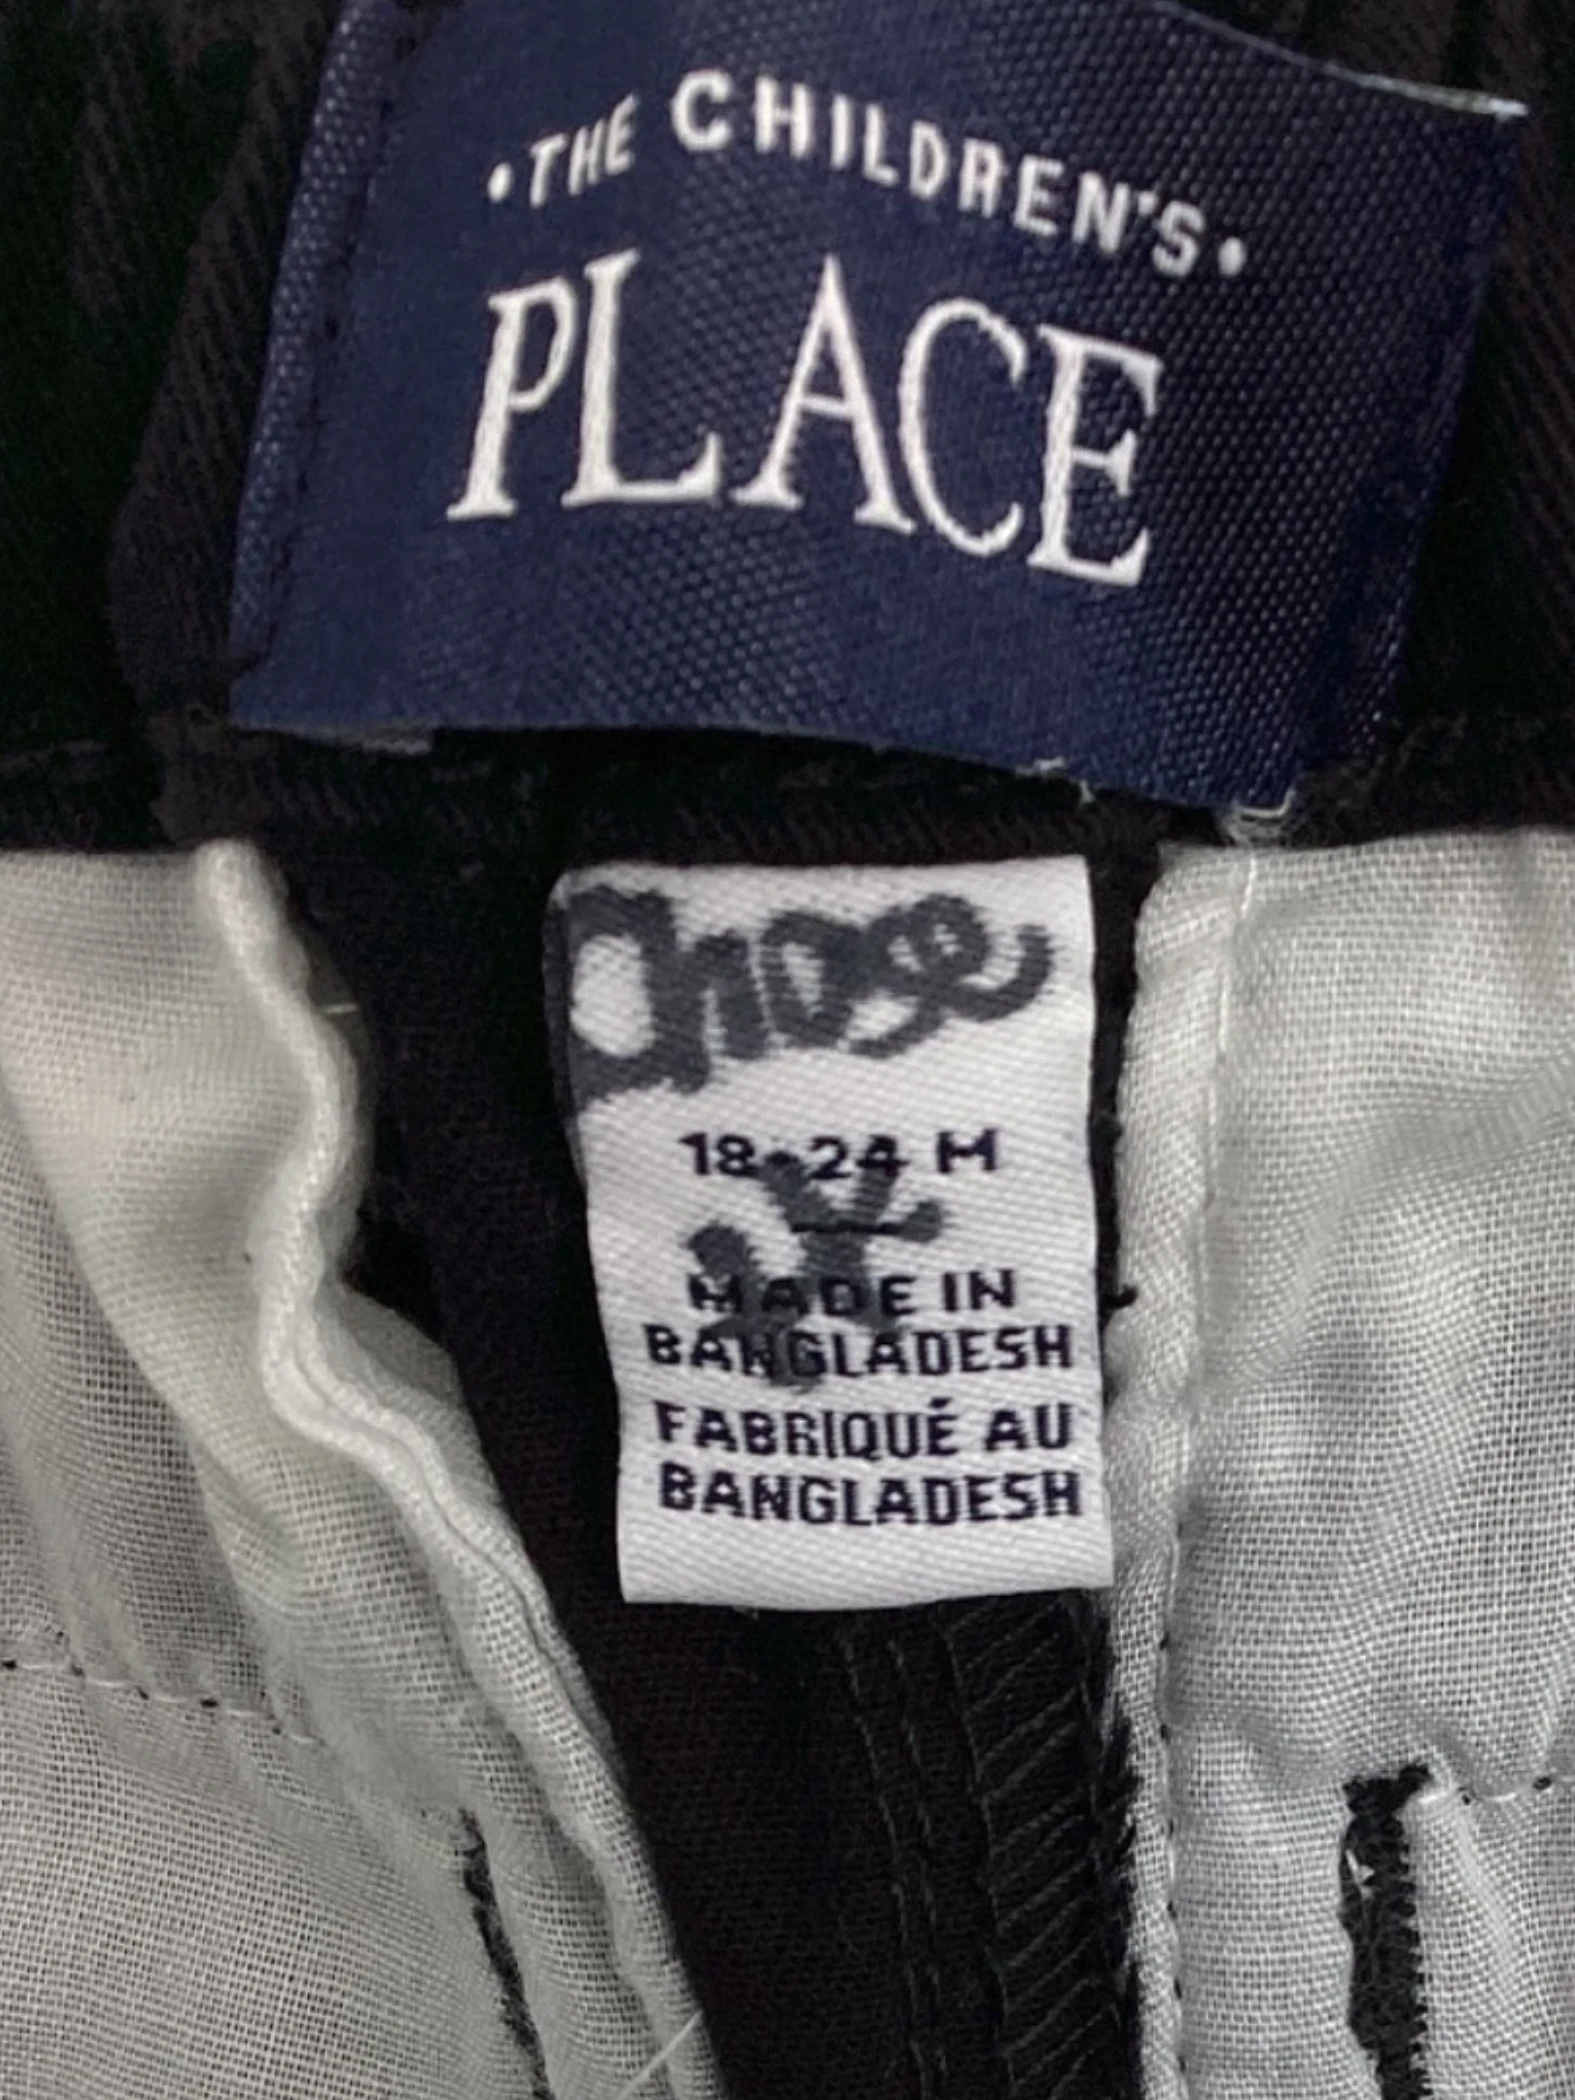 •THE CHILDREN'S•
PLACE
Chase
18-24 M
MADE IN
BANGLADESH
FABRIQUÉ AU
BANGLADESH